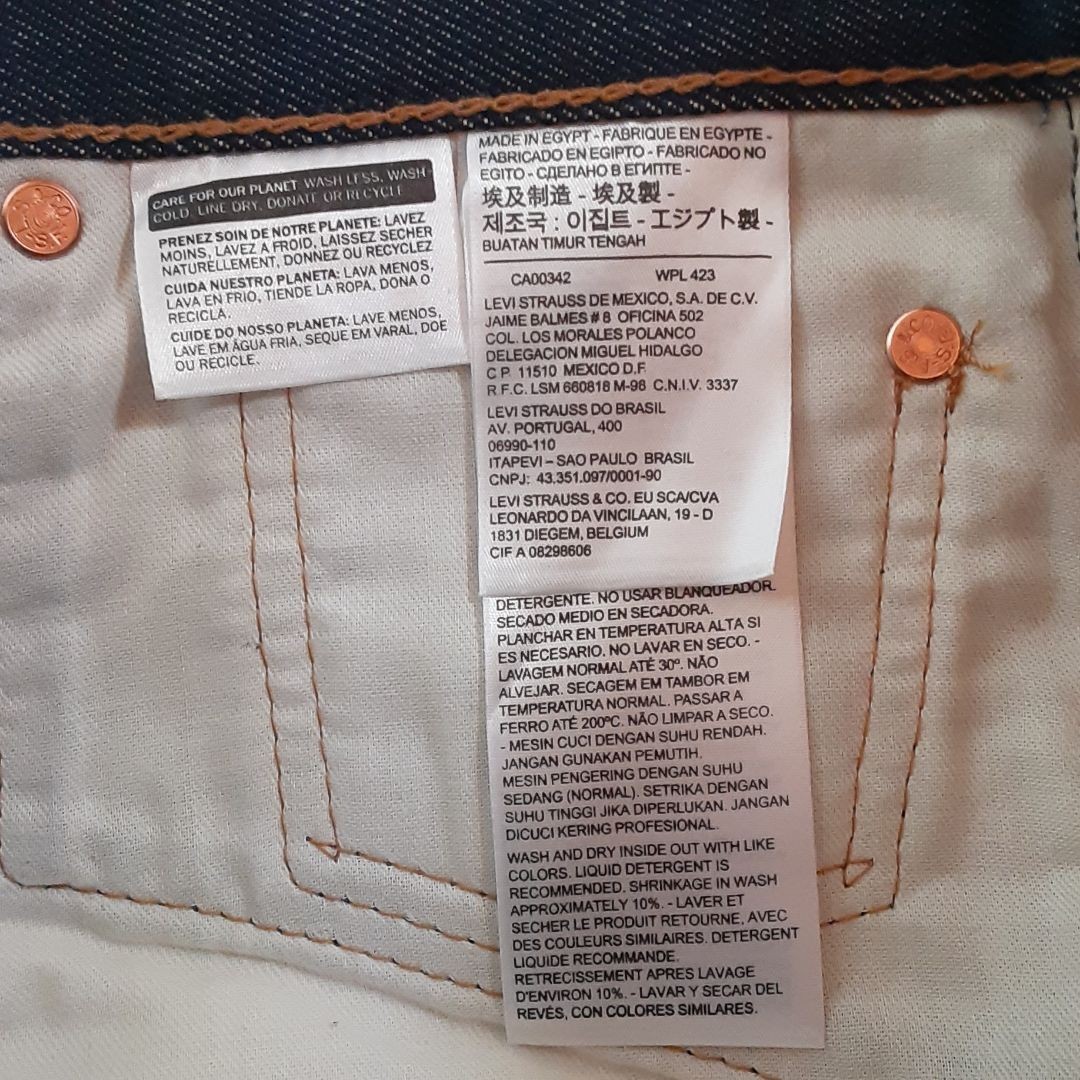 CARE FOR OUR PLANET WASH LESS, WASH
COLD, LINE DRY, DONATE OR RECYCLE
PRENEZ SOIN DE NOTRE PLANETE: LAVEZ
MOINS, LAVEZ A FROID, LAISSEZ SECHER
NATURELLEMENT, DONNEZ OU RECYCLEZ
CUIDA NUESTRO PLANETA: LAVA MENOS,
LAVA EN FRIO, TIENDE LA ROPA, DONA O
RECICLA.
CUIDE DO NOSSO PLANETA: LAVE MENOS,
LAVE EM ÁGUA FRIA, SEQUE EM VARAL, DOE
OU RECICLE.
MADE IN EGYPT - FABRIQUE EN EGYPTE -
FABRICADO EN EGIPTO - FABRICADO NO
EGITO - СДЕЛАНО В ЕГИПТЕ -
埃及制造 - 埃及製 -
제조국 : 이집트 - エジプト製 -
BUATAN TIMUR TENGAH
CA00342 WPL 423
LEVI STRAUSS DE MEXICO, S.A. DE C.V.
JAIME BALMES # 8 OFICINA 502
COL. LOS MORALES POLANCO
DELEGACION MIGUEL HIDALGO
C P. 11510 MEXICO D.F.
R.F.C. LSM 660818 M-98 C.N.I.V. 3337
LEVI STRAUSS DO BRASIL
AV. PORTUGAL, 400
06990-110
ITAPEVI – SAO PAULO BRASIL
CNPJ: 43.351.097/0001-90
LEVI STRAUSS & CO. EU SCA/CVA
LEONARDO DA VINCILAAN, 19 - D
1831 DIEGEM, BELGIUM
CIF A 08298606
DETERGENTE. NO USAR BLANQUEADOR.
SECADO MEDIO EN SECADORA.
PLANCHAR EN TEMPERATURA ALTA SI
ES NECESARIO. NO LAVAR EN SECO. -
LAVAGEM NORMAL ATÉ 30º. NÃO
ALVEJAR. SECAGEM EM TAMBOR EM
TEMPERATURA NORMAL. PASSAR A
FERRO ATÉ 200ºC. NÃO LIMPAR A SECO.
- MESIN CUCI DENGAN SUHU RENDAH.
JANGAN GUNAKAN PEMUTIH.
MESIN PENGERING DENGAN SUHU
SEDANG (NORMAL). SETRIKA DENGAN
SUHU TINGGI JIKA DIPERLUKAN. JANGAN
DICUCI KERING PROFESIONAL.
WASH AND DRY INSIDE OUT WITH LIKE
COLORS. LIQUID DETERGENT IS
RECOMMENDED. SHRINKAGE IN WASH
APPROXIMATELY 10%. - LAVER ET
SECHER LE PRODUIT RETOURNE, AVEC
DES COULEURS SIMILAIRES. DETERGENT
LIQUIDE RECOMMANDE.
RETRECISSEMENT APRES LAVAGE
D'ENVIRON 10%. - LAVAR Y SECAR DEL
REVÉS, CON COLORES SIMILARES.